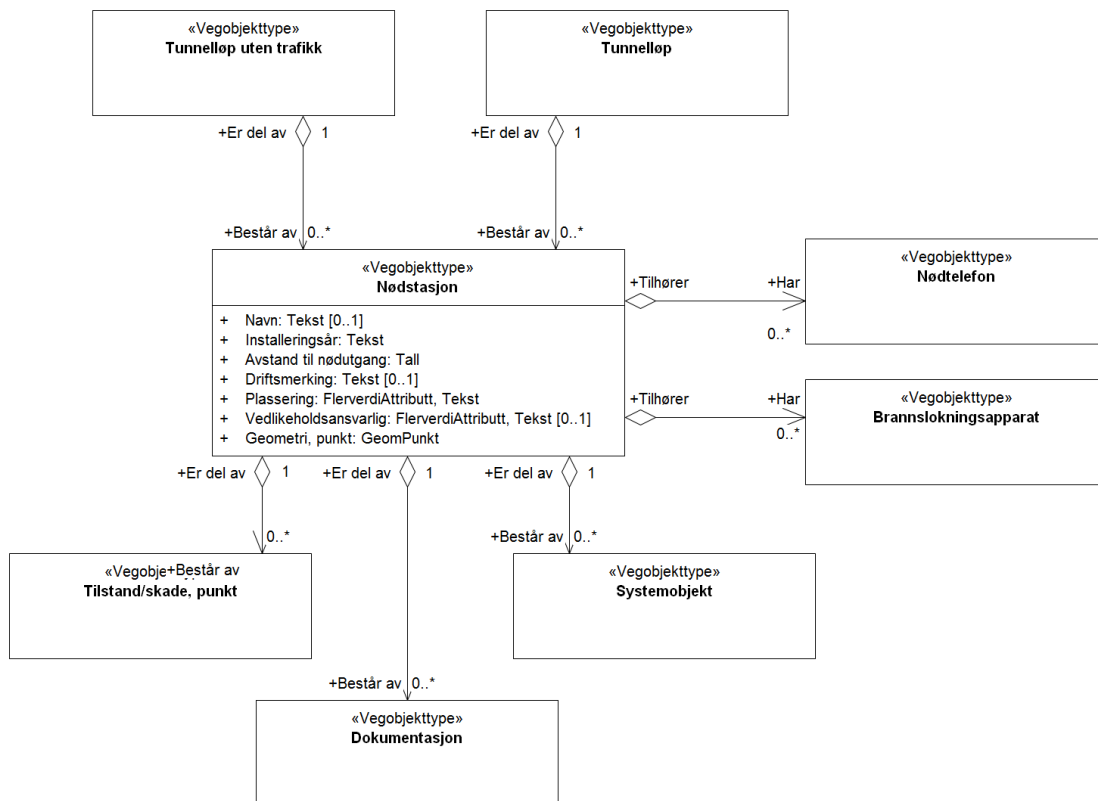 «Vegobjekttype»
Tunnelløp uten trafikk
«Vegobjekttype»
Tunnelløp
+Er del av 1
+Er del av 1
+Består av 0..*
+Består av 0..*
«Vegobjekttype»
Nødstasjon
+ Navn: Tekst [0..1]
+ Installeringsår: Tekst
+ Avstand til nødutgang: Tall
+ Driftsmerking: Tekst [0..1]
+ Plassering: FlerverdiAttributt, Tekst
+ Vedlikeholdsansvarlig: FlerverdiAttributt, Tekst [0..1]
+ Geometri, punkt: GeomPunkt
+Tilhører +Har
0..*
«Vegobjekttype»
Nødtelefon
+Tilhører +Har
0..*
«Vegobjekttype»
Brannslokningsapparat
+Er del av 1
+Er del av 1
+Er del av 1
0..*
+Består av 0..*
+Består av
Tilstand/skade, punkt
«Vegobjekttype»
Systemobjekt
+Består av 0..*
«Vegobjekttype»
Dokumentasjon